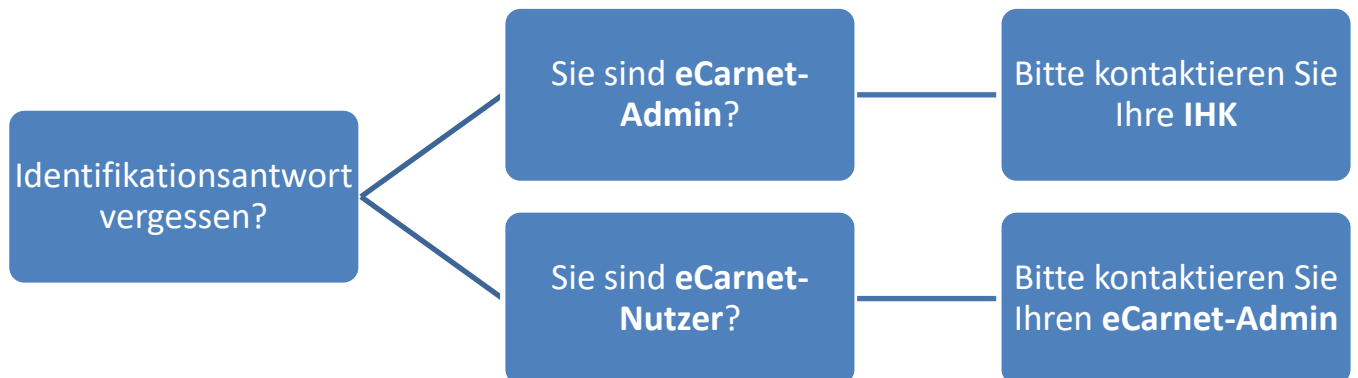 Identifikationsantwort
vergessen?
Sie sind eCarnet-
Admin?
Bitte kontaktieren Sie
Ihre IHK
Sie sind eCarnet-
Nutzer?
Bitte kontaktieren Sie
Ihren eCarnet-Admin